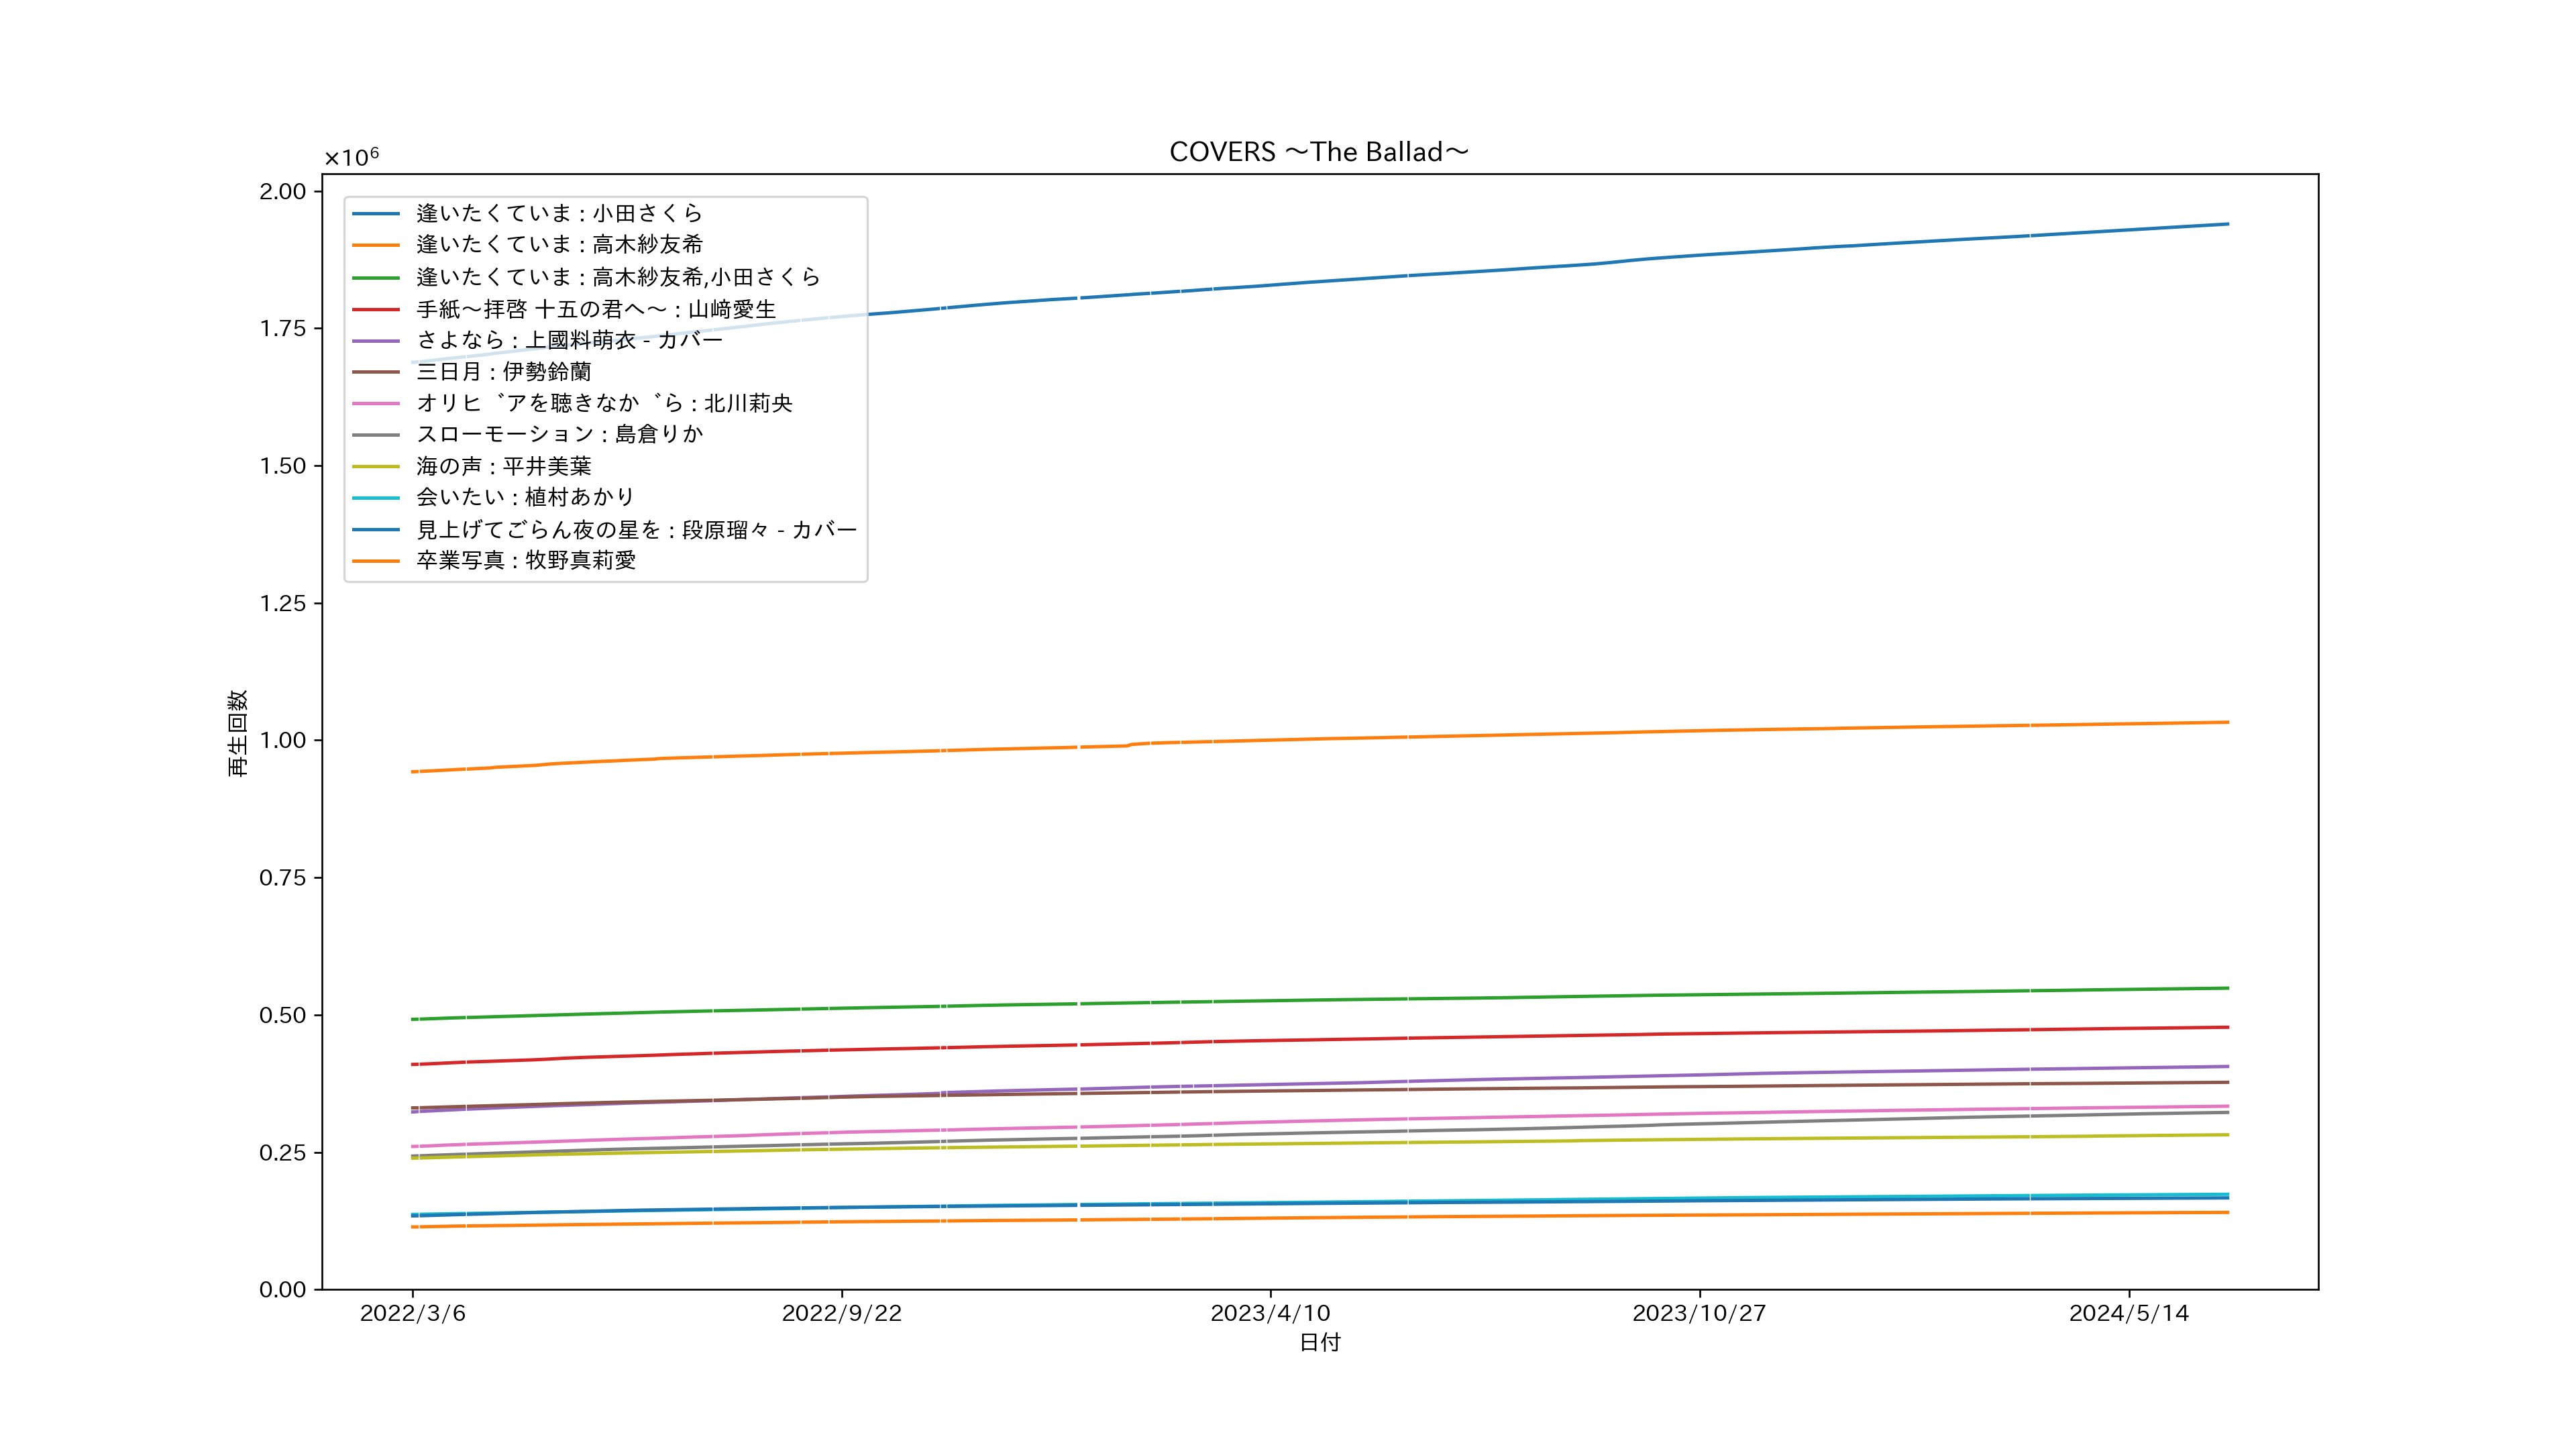 COVERS ～The Ballad～
×10⁶
2.00
1.75
1.50
1.25
1.00
0.75
0.50
0.25
0.00
再生回数
逢いたくていま : 小田さくら
逢いたくていま : 高木紗友希
逢いたくていま : 高木紗友希,小田さくら
手紙～拝啓 十五の君へ～ : 山﨑愛生
さよなら : 上國料萌衣 - カバー
三日月 : 伊勢鈴蘭
オリヒ゛アを聴きなか゛ら : 北川莉央
スローモーション : 島倉りか
海の声 : 平井美葉
会いたい : 植村あかり
見上げてごらん夜の星を : 段原瑠々 - カバー
卒業写真 : 牧野真莉愛
2022/3/6
2022/9/22
2023/4/10
2023/10/27
2024/5/14
日付